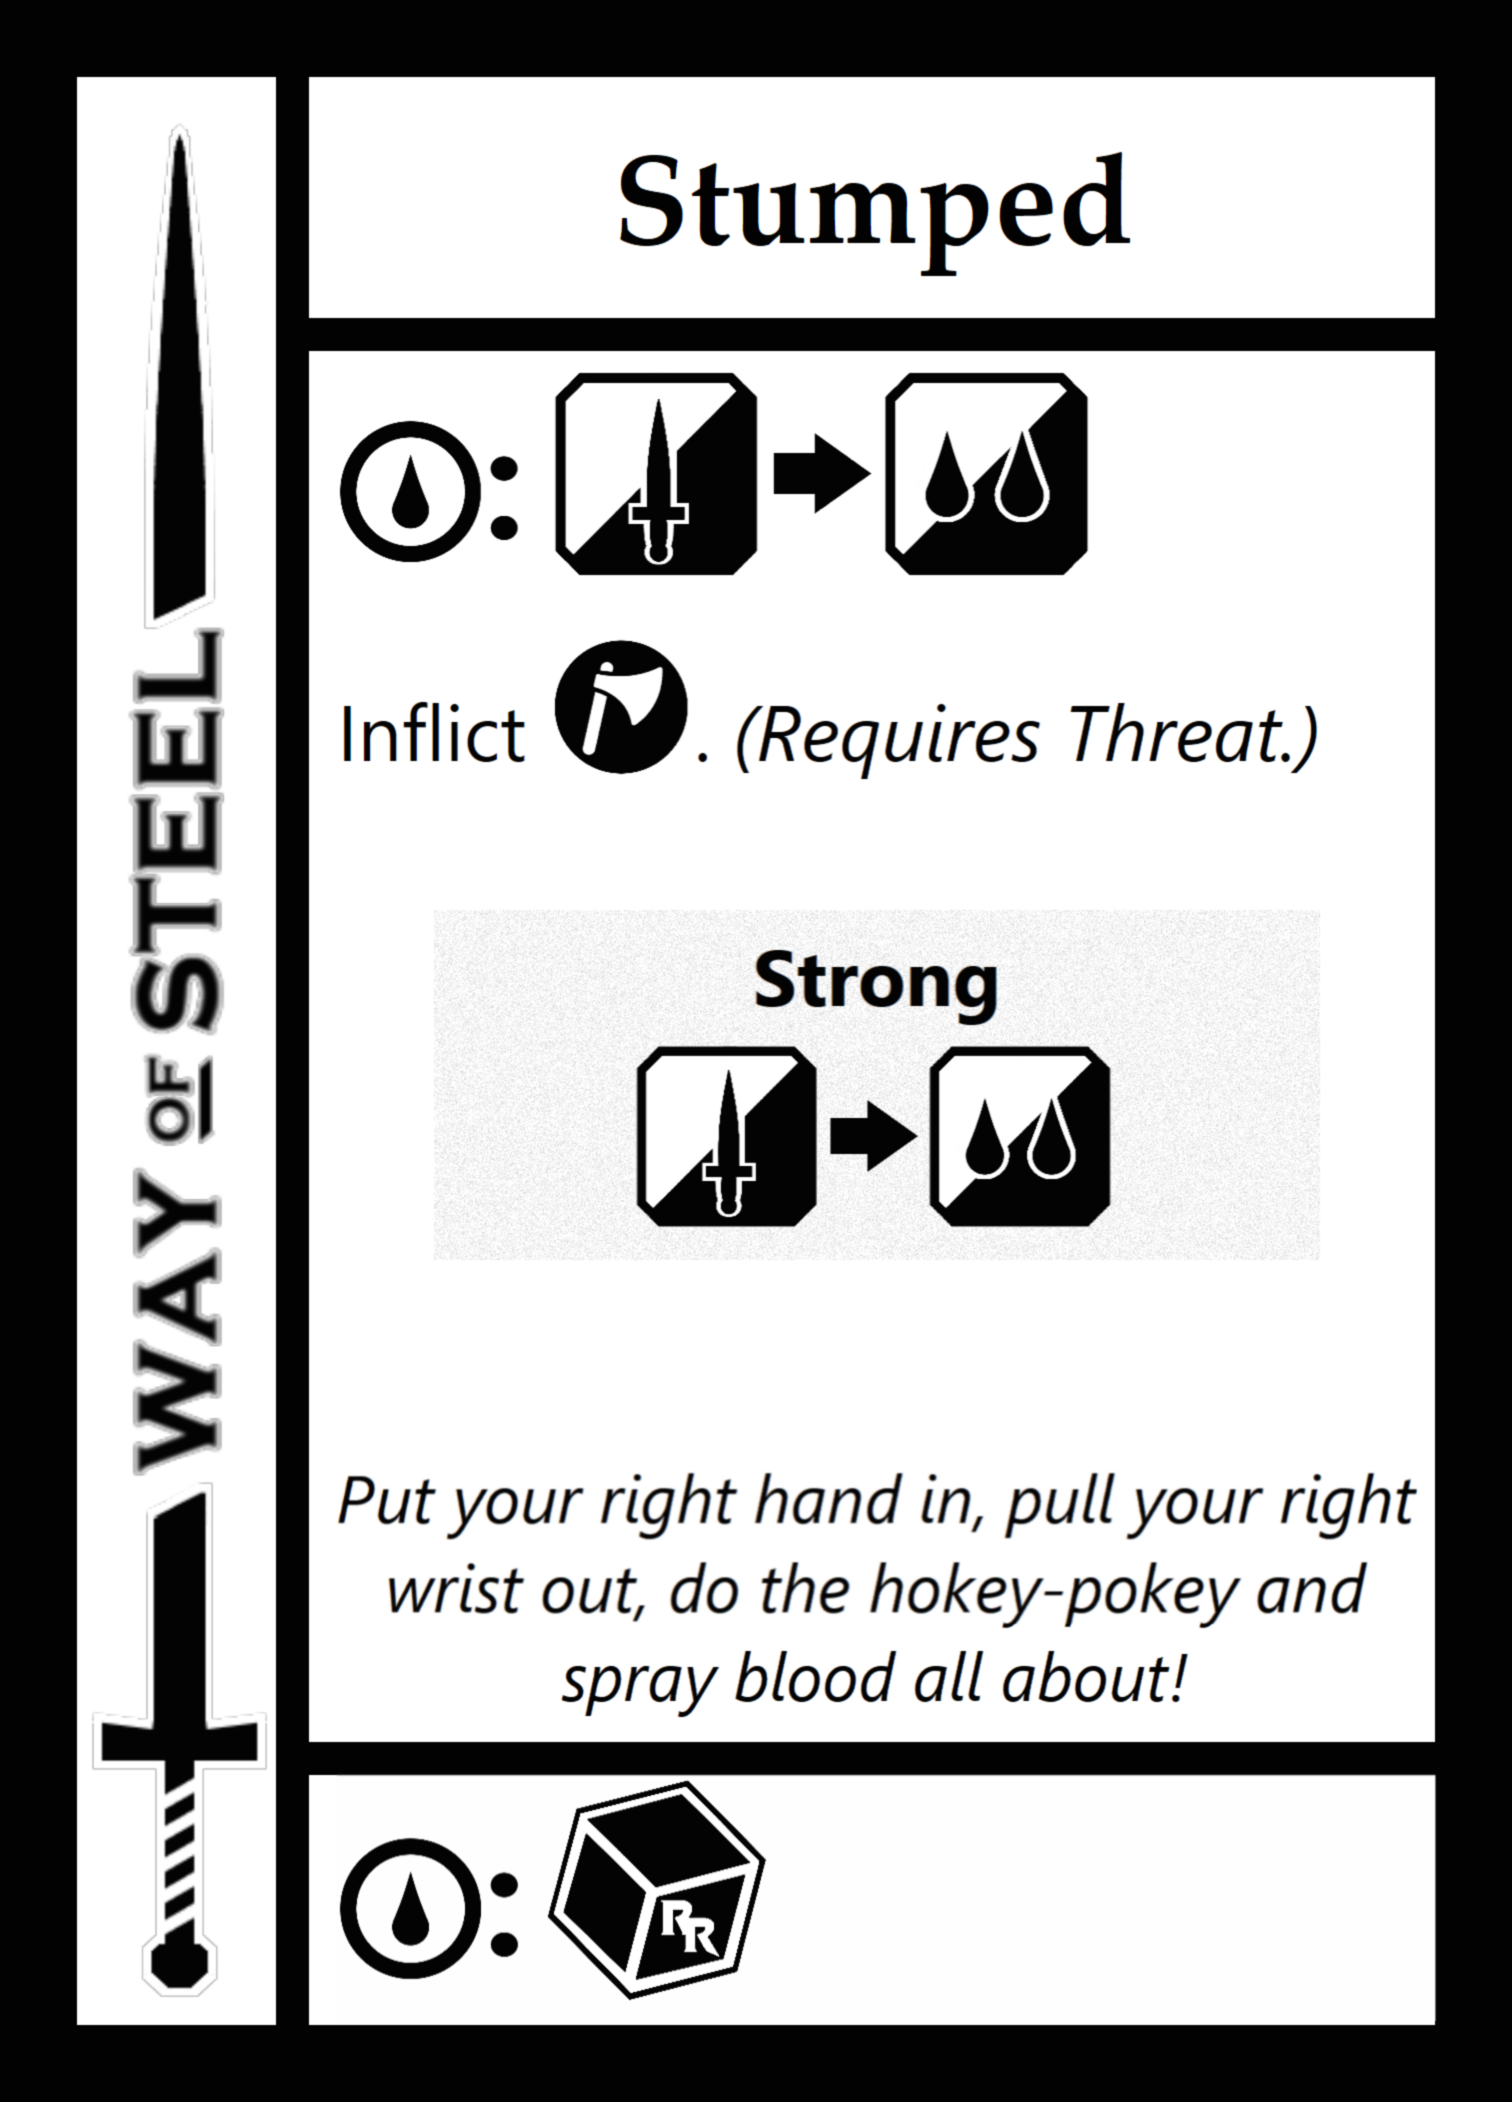 WAY OF STEEL
Stumped
:
Inflict . (Requires Threat.)
Strong
Put your right hand in, pull your right
wrist out, do the hokey-pokey and
spray blood all about!
: RR